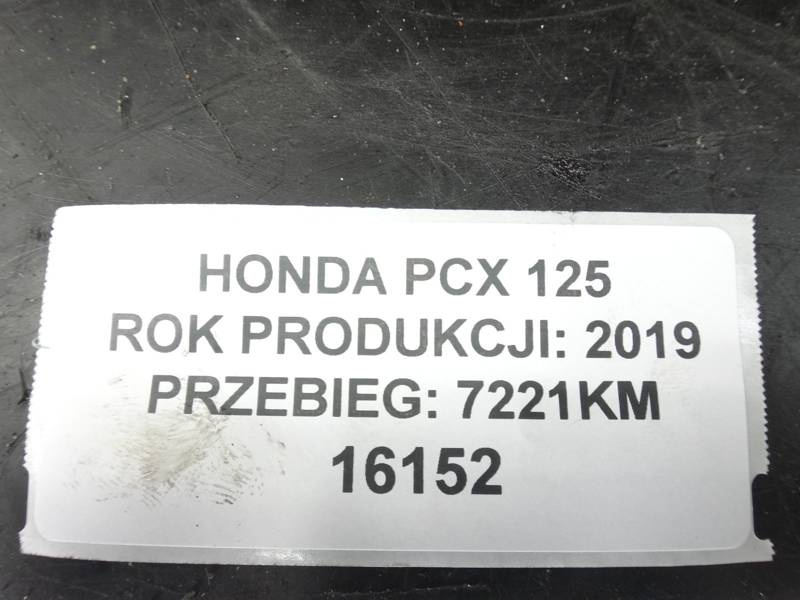 HONDA PCX 125
ROK PRODUKCJI: 2019
PRZEBIEG: 7221KM
16152